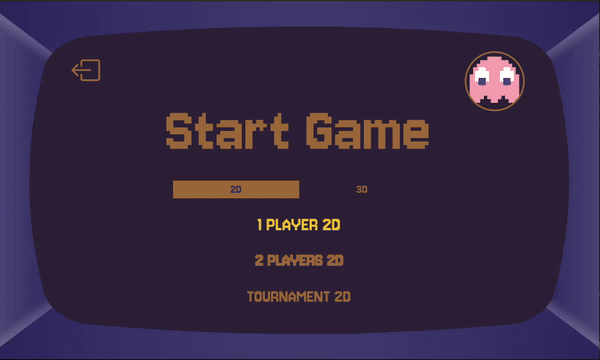 Start Game
2D 3D
1 PLAYER 2D
2 PLAYERS 2D
TOURNAMENT 2D